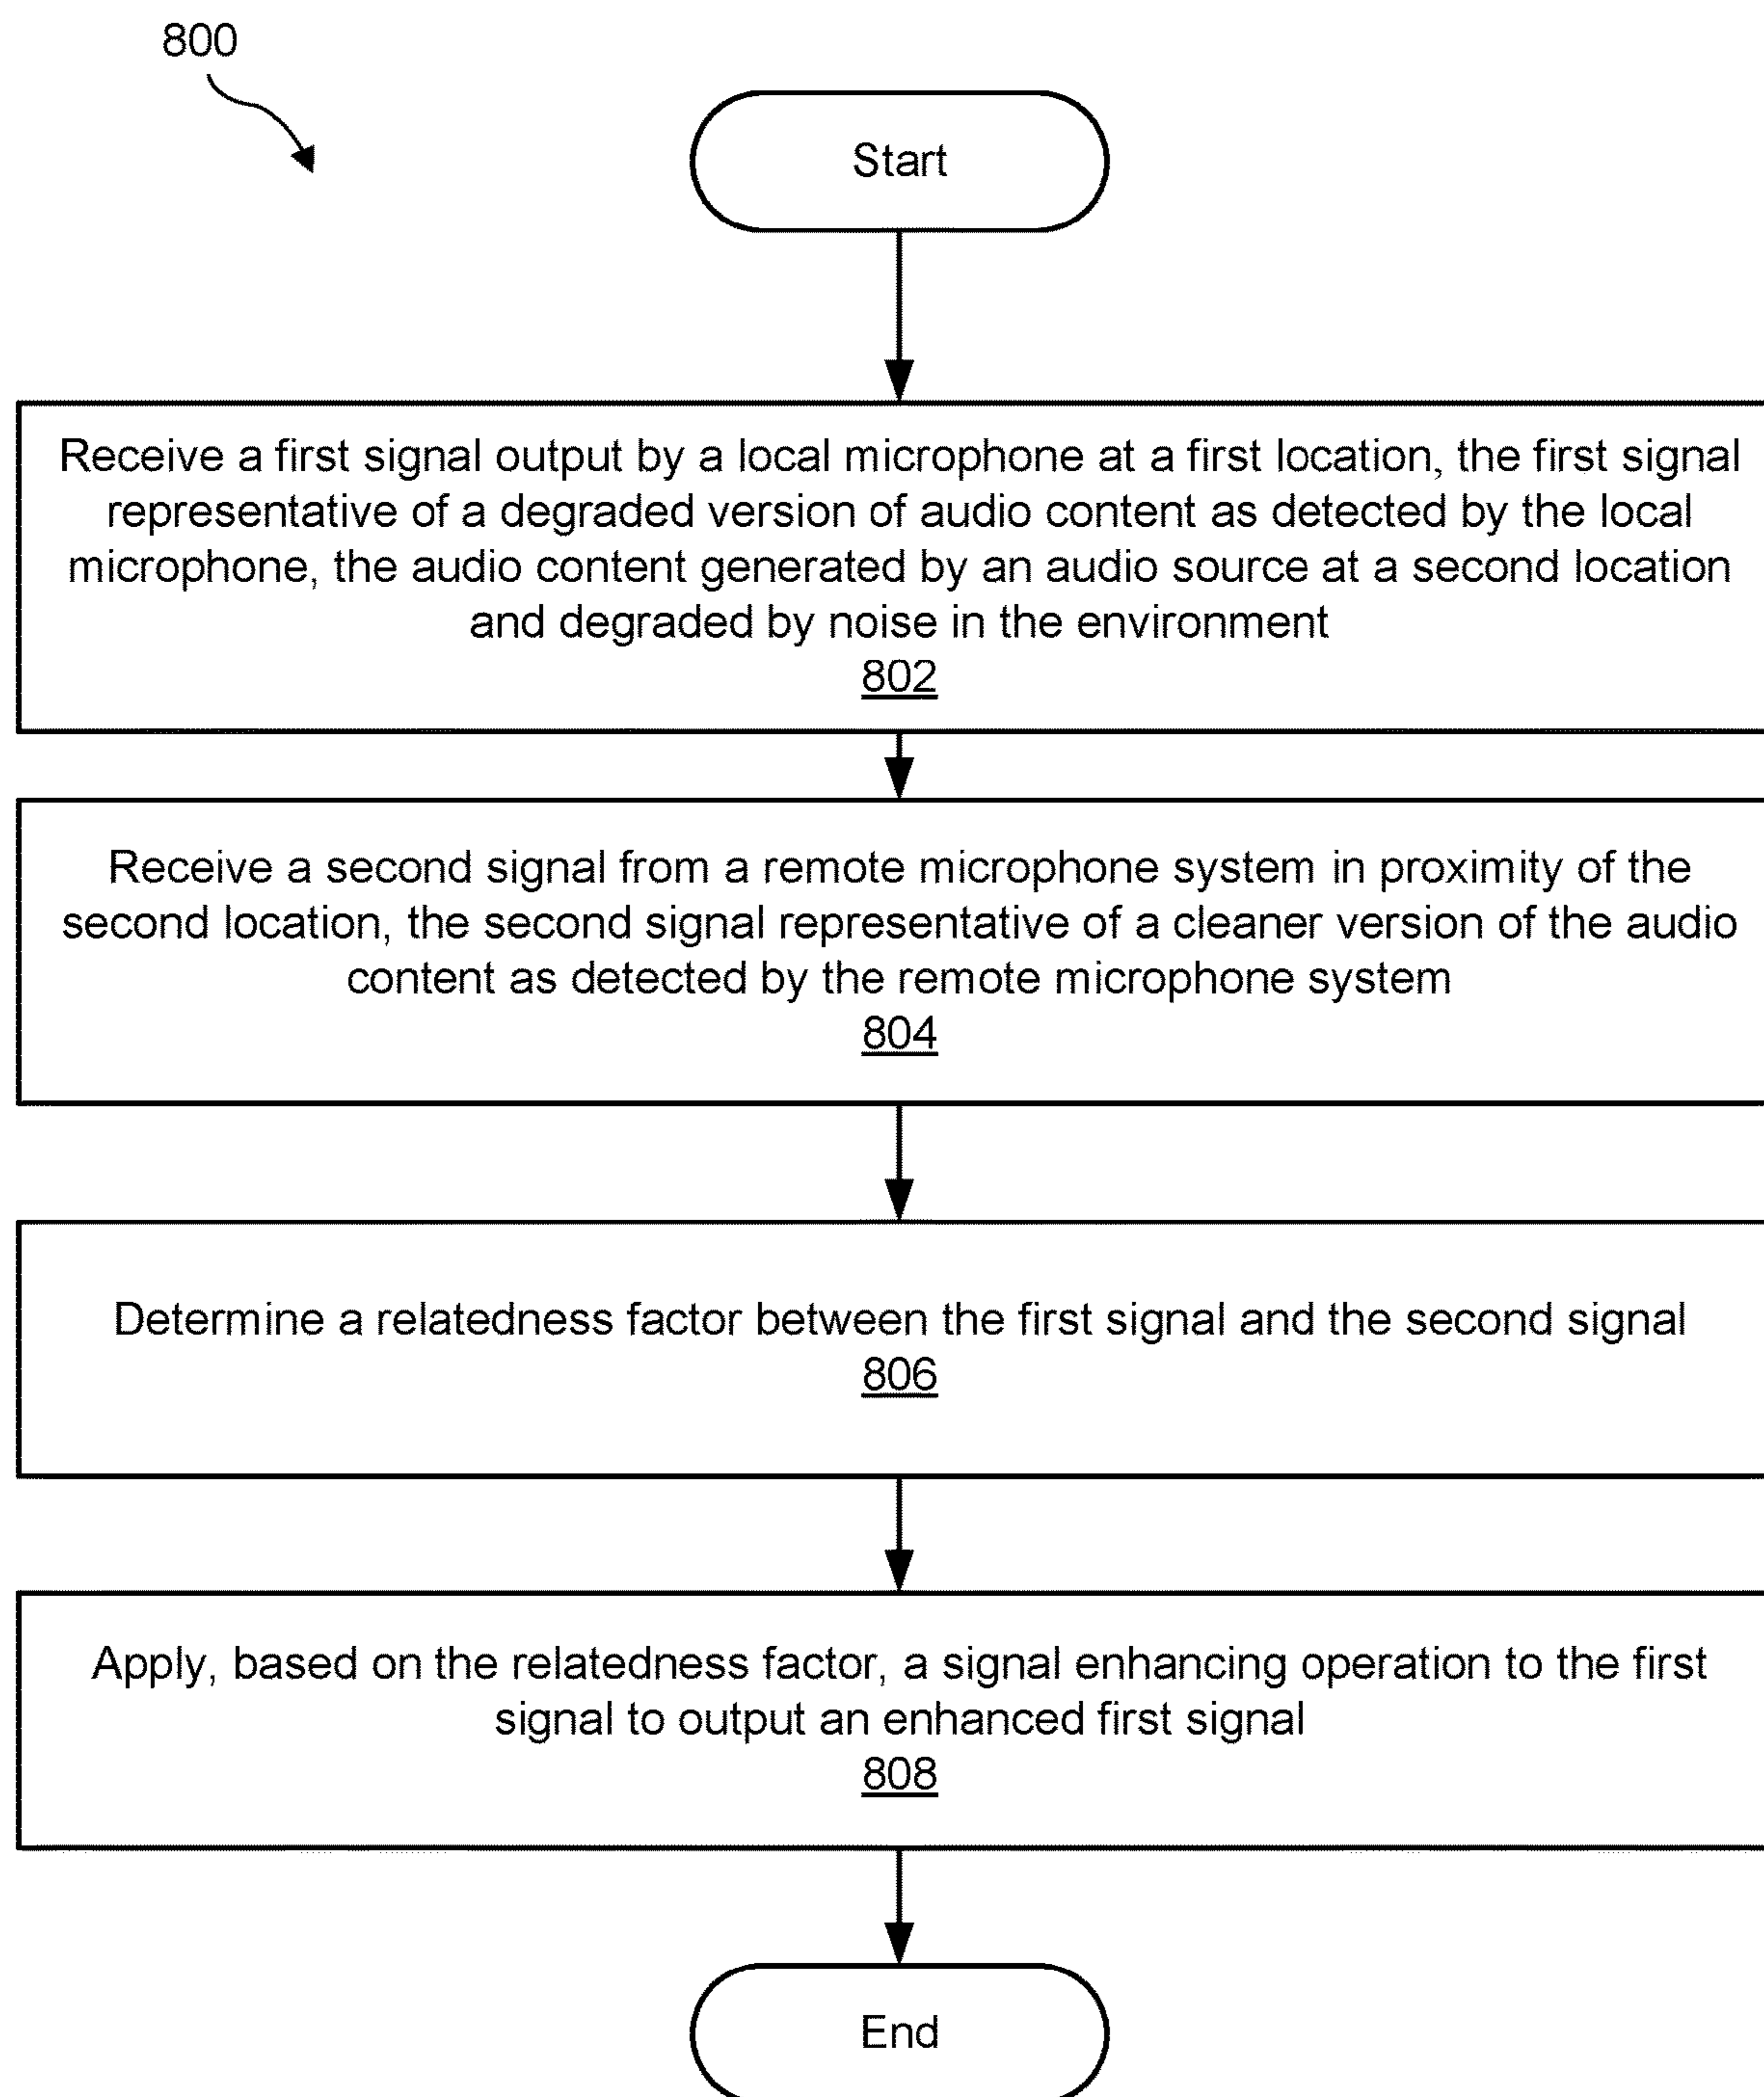 800
Start
Receive a first signal output by a local microphone at a first location, the first signal
representative of a degraded version of audio content as detected by the local
microphone, the audio content generated by an audio source at a second location
and degraded by noise in the environment
802
Receive a second signal from a remote microphone system in proximity of the
second location, the second signal representative of a cleaner version of the audio
content as detected by the remote microphone system
804
Determine a relatedness factor between the first signal and the second signal
806
Apply, based on the relatedness factor, a signal enhancing operation to the first
signal to output an enhanced first signal
808
End